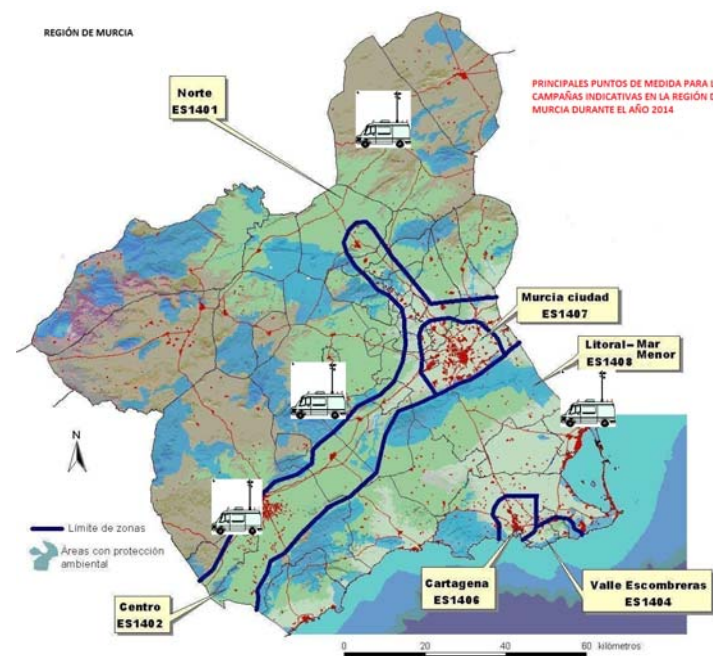 REGIÓN DE MURCIA
PRINCIPALES PUNTOS DE MEDIDA PARA L
CAMPAÑAS INDICATIVAS EN LA REGIÓN D
MURCIA DURANTE EL AÑO 2014
Norte
ES1401
Murcia ciudad
ES1407
Litoral-Mar
Menor
ES1408
N
Límite de zonas
Áreas con protección
ambiental
Centro
ES1402
Cartagena
ES1406
Valle Escombreras
ES1404
0 20 40 60 kilómetros